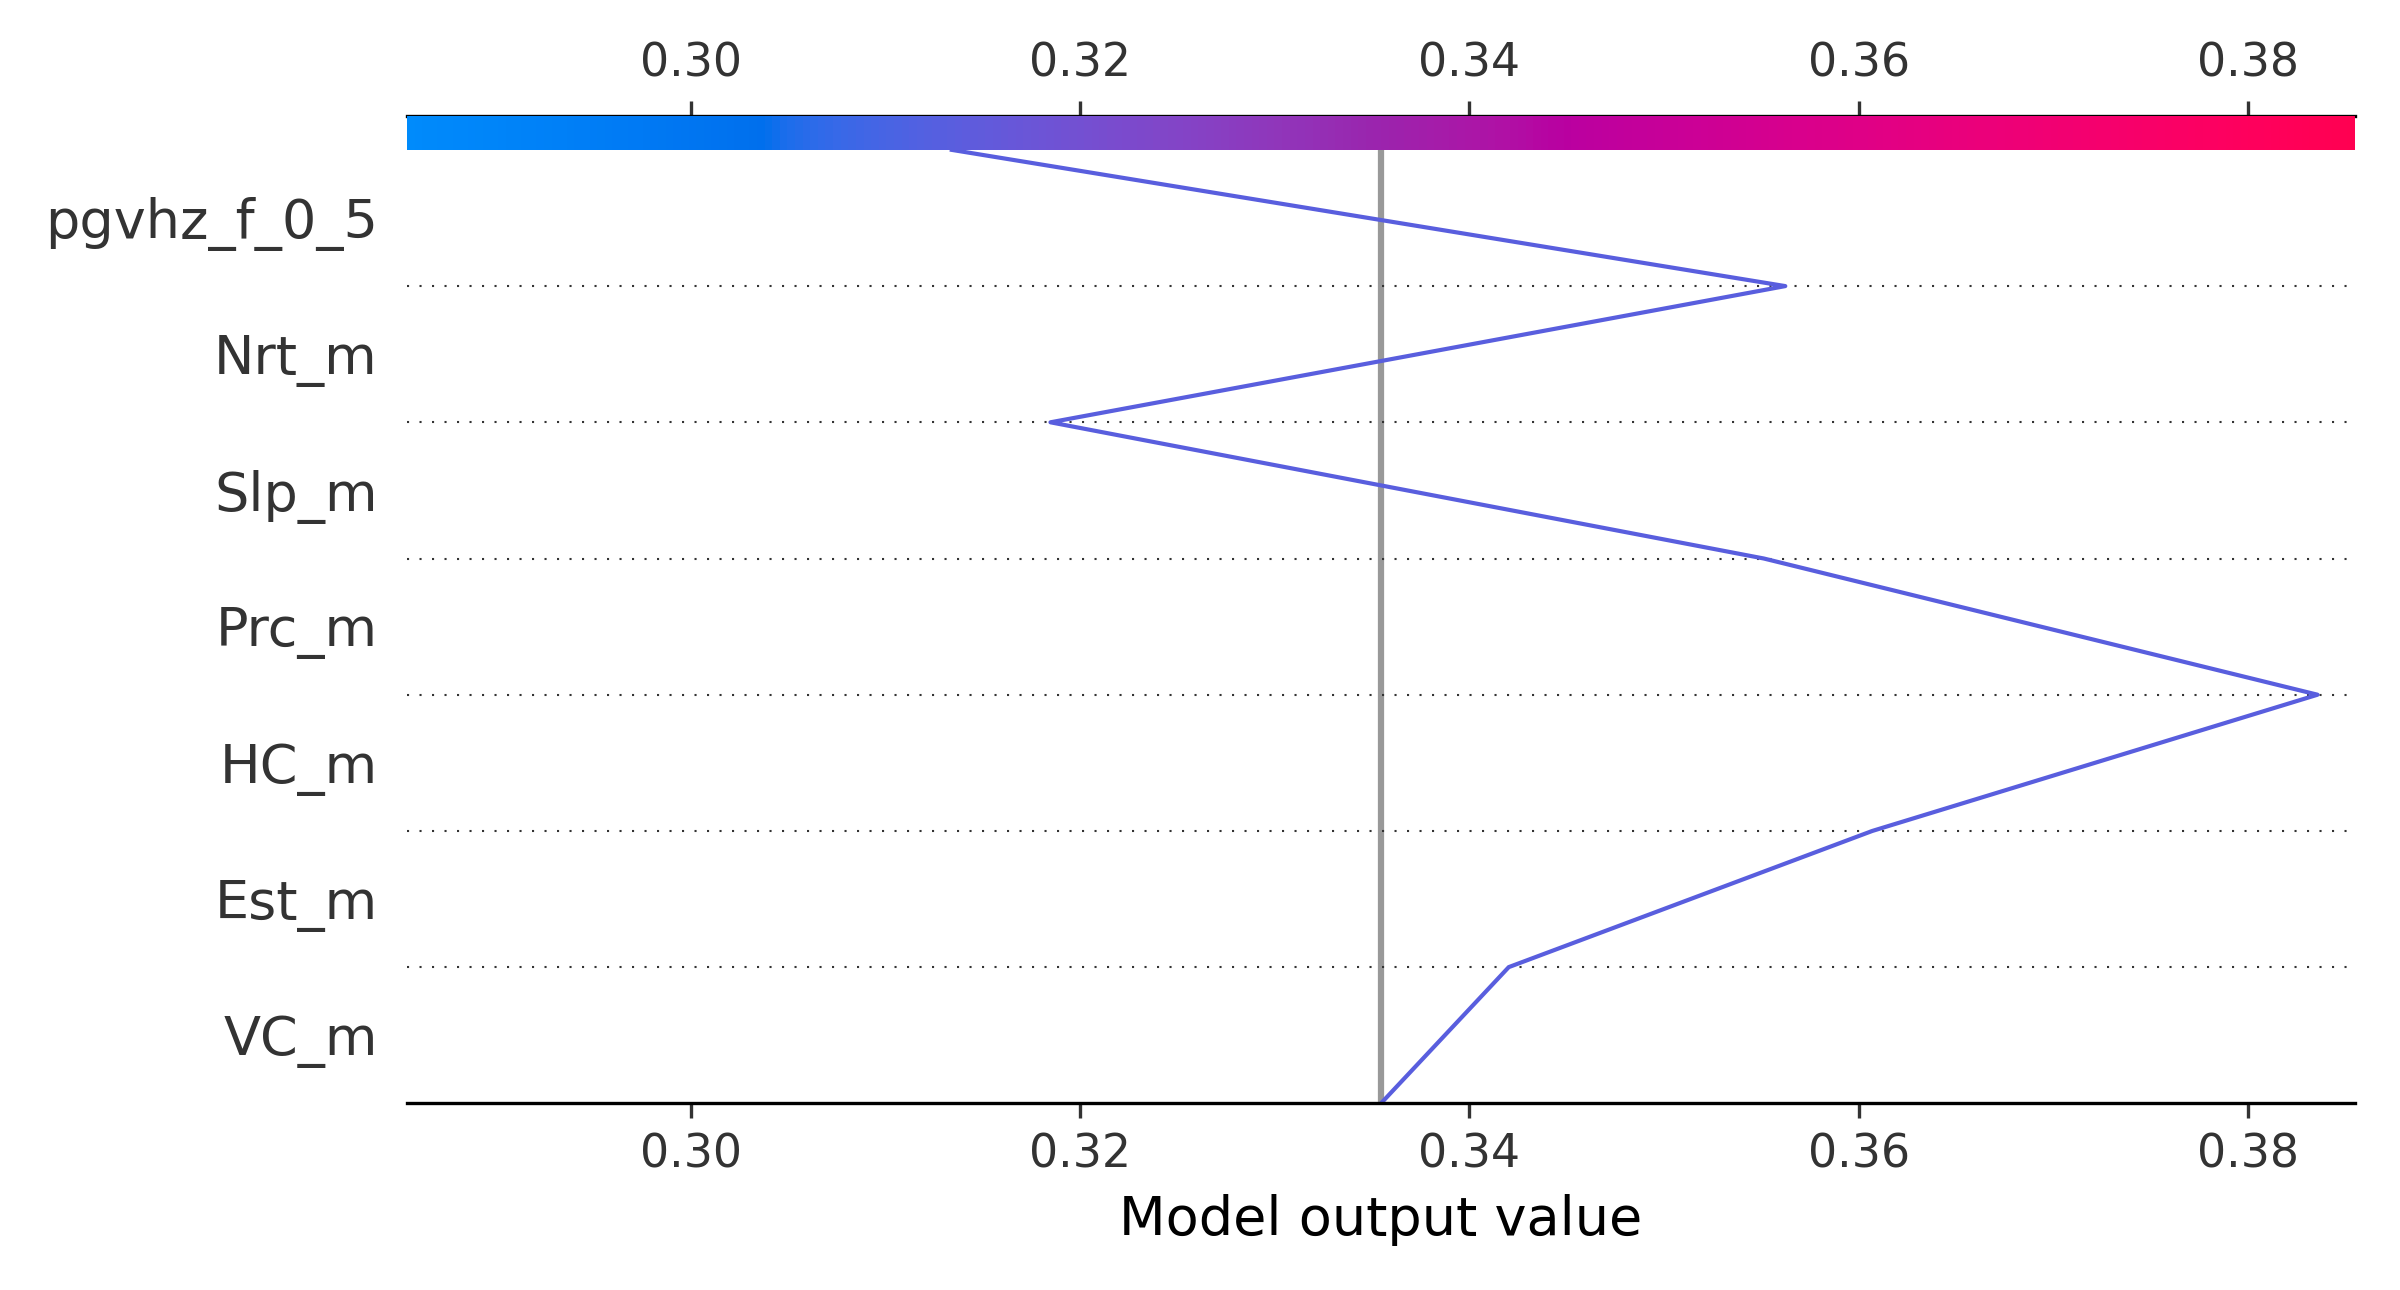 0.30 0.32 0.34 0.36 0.38
pgvhz_f_0_5
Nrt_m
Slp_m
Prc_m
HC_m
Est_m
VC_m
0.30 0.32 0.34 0.36 0.38
Model output value